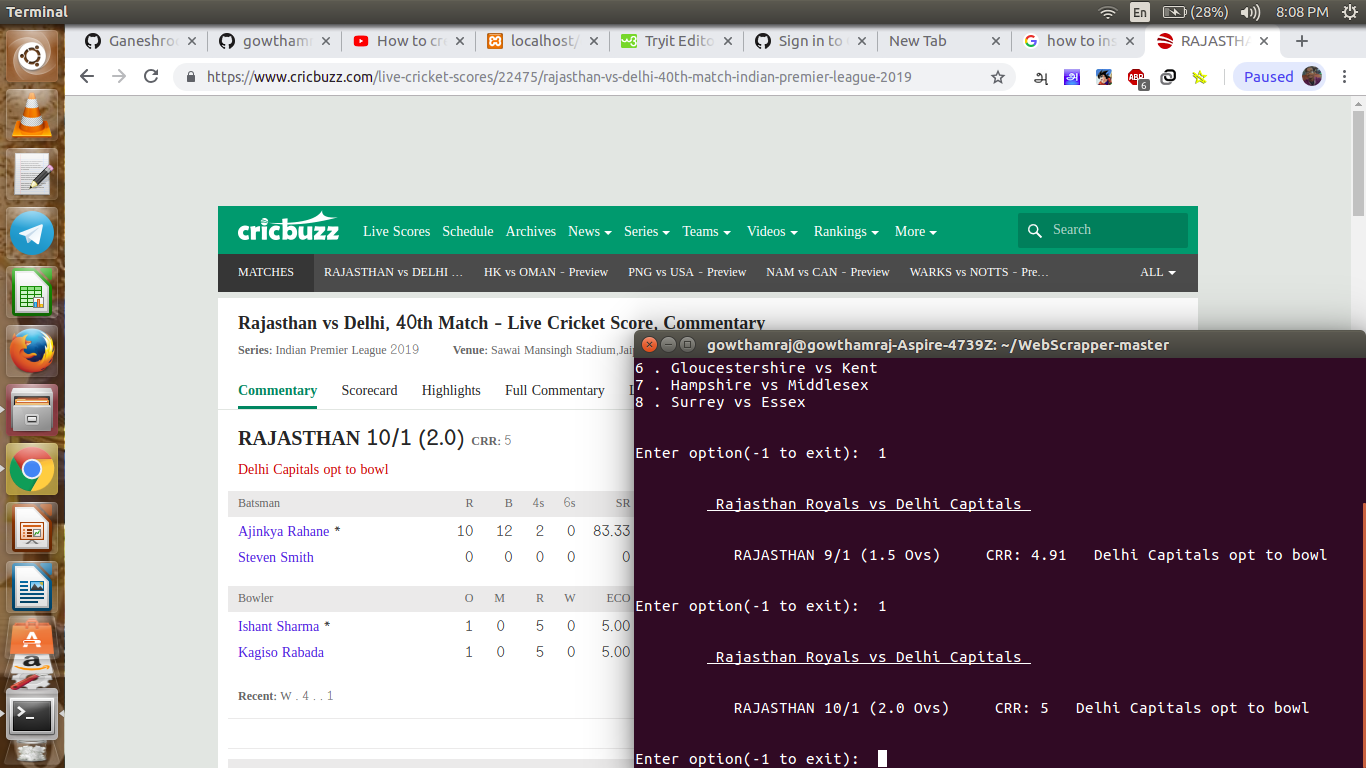 Terminal
En (28%) 8:08 PM
Ganeshro
gowthamr
How to cr
localhost/
Tryit Edito
Sign in to
New Tab
how to ins
RAJASTHA
https://www.cricbuzz.com/live-cricket-scores/22475/rajasthan-vs-delhi-40th-match-indian-premier-league-2019
அ
ABP
6
Paused
cricbuzz Live Scores Schedule Archives News Series Teams Videos Rankings More Search
MATCHES RAJASTHAN vs DELHI … HK vs OMAN - Preview PNG vs USA - Preview NAM vs CAN - Preview WARKS vs NOTTS - Pre… ALL
Rajasthan vs Delhi, 40th Match - Live Cricket Score, Commentary
Series: Indian Premier League 2019 Venue: Sawai Mansingh Stadium,
Commentary Scorecard Highlights Full Commentary
RAJASTHAN 10/1 (2.0) CRR: 5
Delhi Capitals opt to bowl
Batsman R B 4s 6s SR
Ajinkya Rahane * 10 12 2 0 83.33
Steven Smith 0 0 0 0 0
Bowler O M R W ECO
Ishant Sharma * 1 0 5 0 5.00
Kagiso Rabada 1 0 5 0 5.00
Recent: W . 4 . . 1
gowthamraj@gowthamraj-Aspire-4739Z: ~/WebScrapper-master
6 . Gloucestershire vs Kent
7 . Hampshire vs Middlesex
8 . Surrey vs Essex
Enter option(-1 to exit): 1
Rajasthan Royals vs Delhi Capitals
RAJASTHAN 9/1 (1.5 Ovs) CRR: 4.91 Delhi Capitals opt to bowl
Enter option(-1 to exit): 1
Rajasthan Royals vs Delhi Capitals
RAJASTHAN 10/1 (2.0 Ovs) CRR: 5 Delhi Capitals opt to bowl
Enter option(-1 to exit):